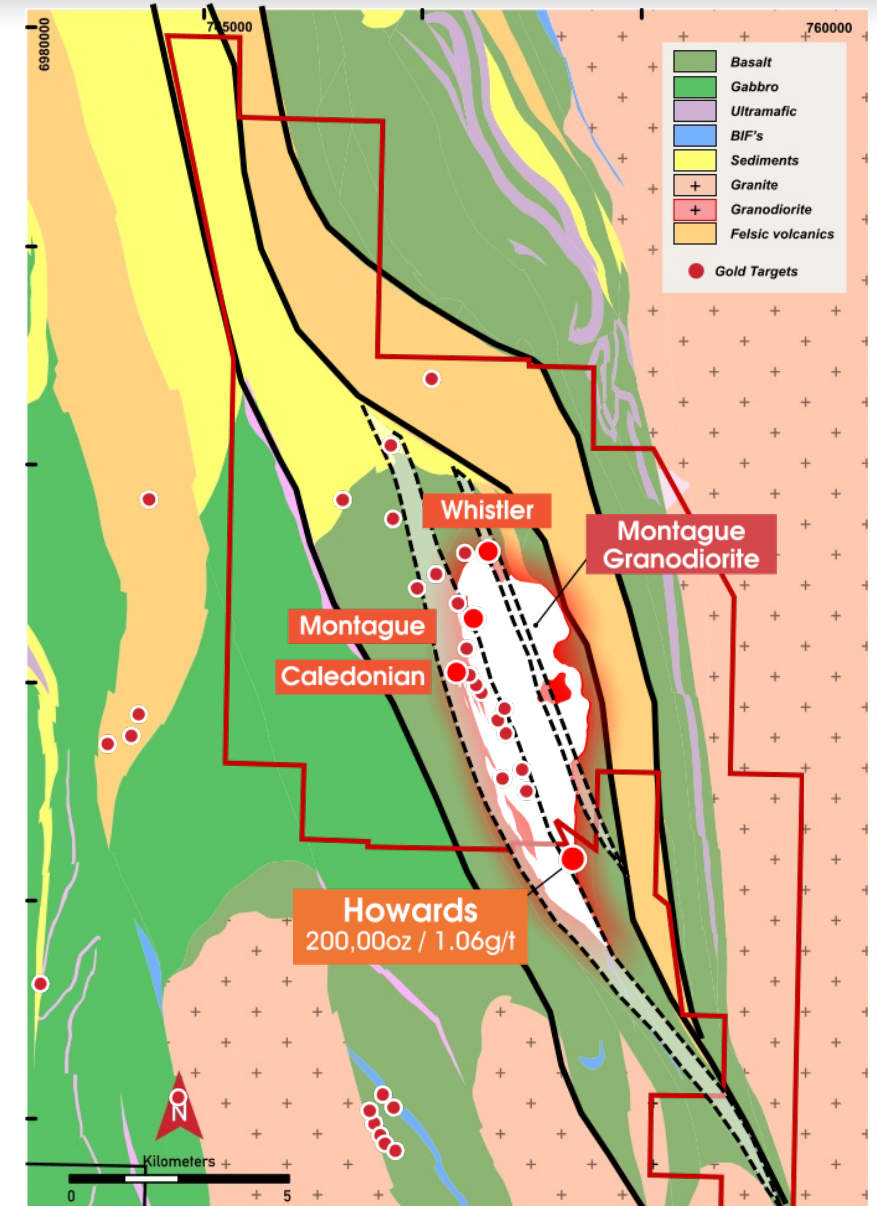 6980000
745000
760000
Basalt
Gabbro
Ultramafic
BIF's
Sediments
+ Granite
+ Granodiorite
Felsic volcanics
Gold Targets
Whistler
Montague
Granodiorite
Montague
Caledonian
Howards
200,00oz / 1.06g/t
N
Kilometers
0 5